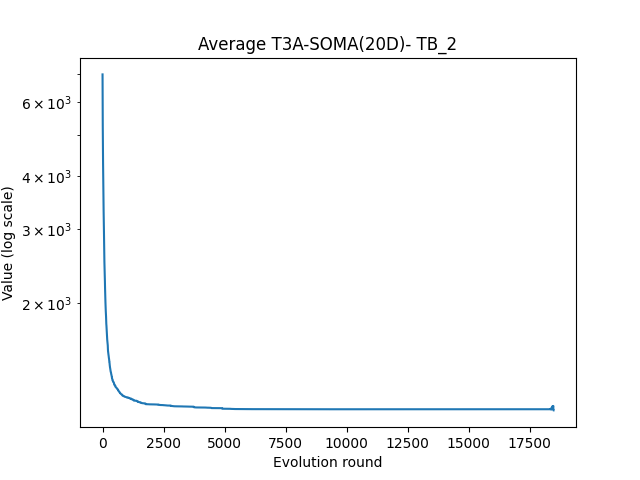 Average T3A-SOMA(20D)- TB_2
6 × 10³
4 × 10³
3 × 10³
2 × 10³
Value (log scale)
0 2500 5000 7500 10000 12500 15000 17500
Evolution round